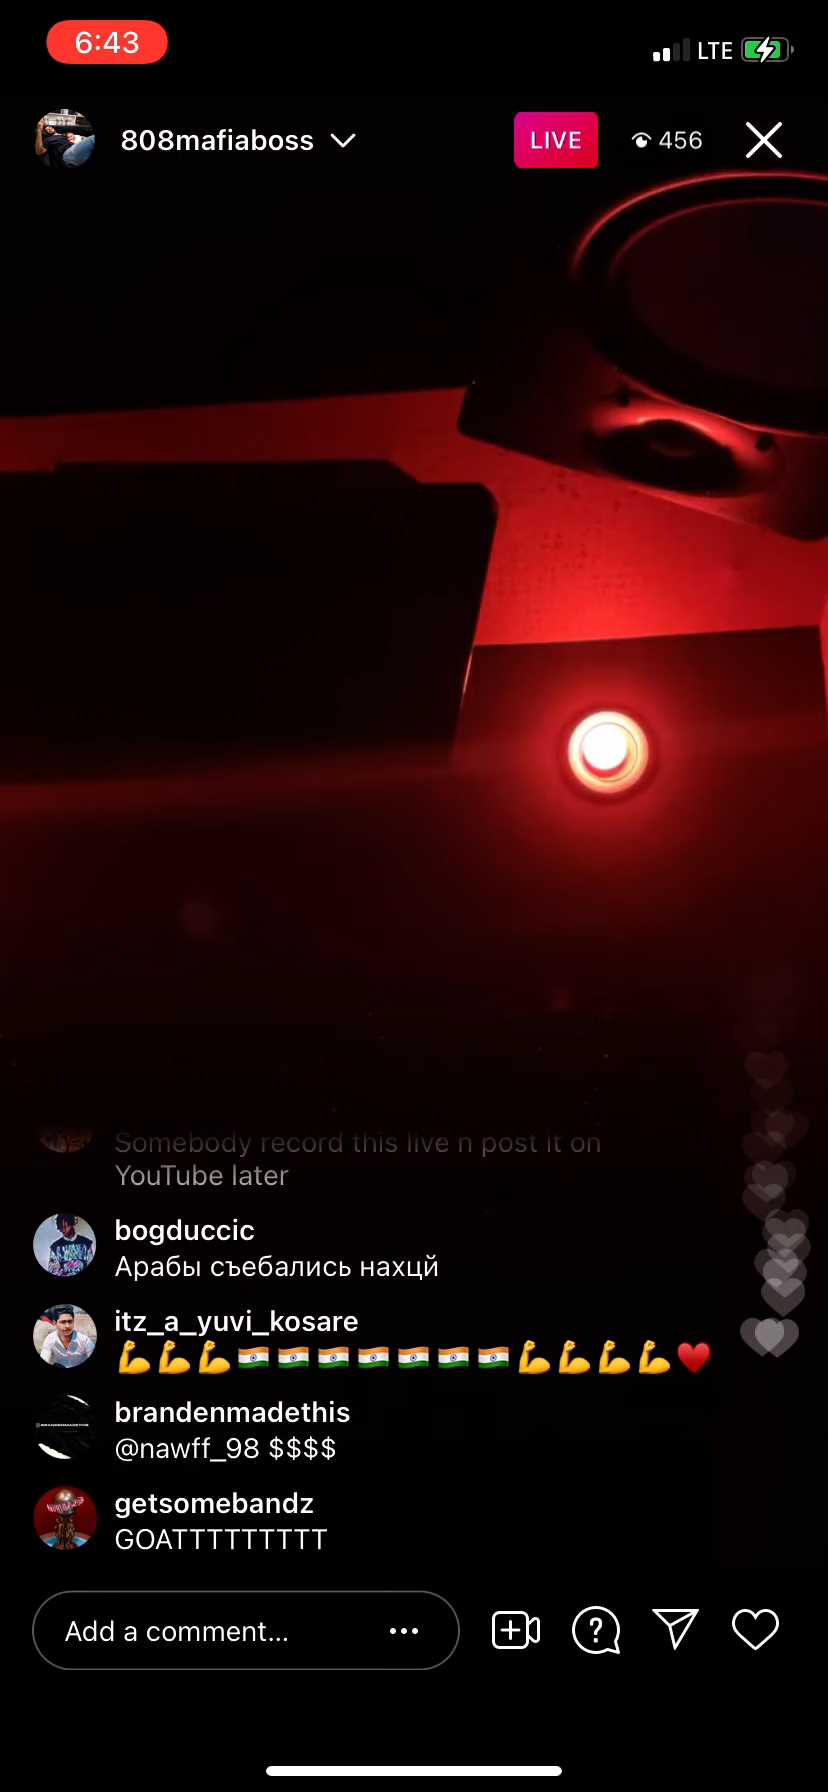 6:43
LTE
808mafiaboss
LIVE
456
Somebody record this live n post it on
YouTube later
bogduccic
Арабы съебались нахцй
itz_a_yuvi_kosare
💪💪💪🇮🇳🇮🇳🇮🇳🇮🇳🇮🇳🇮🇳🇮🇳💪💪💪💪♥️
brandenmadethis
@nawff_98 $$$$
getsomebandz
GOATTTTTTTTT
Add a comment...